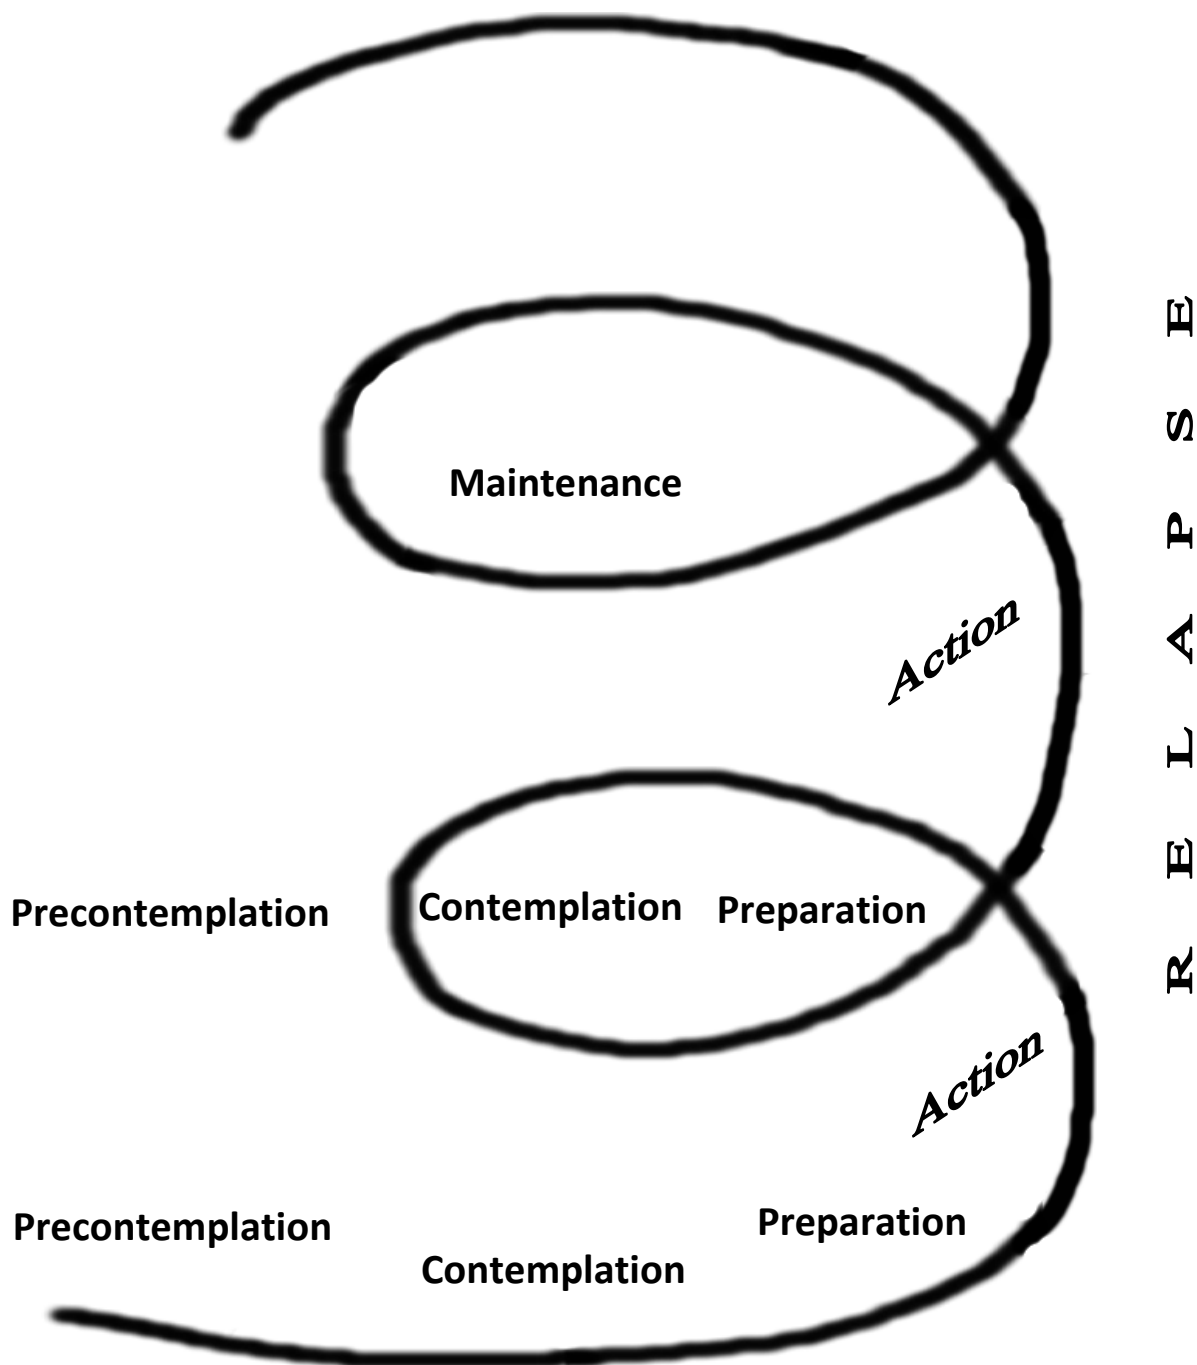 Maintenance
Action
Precontemplation
Contemplation
Preparation
Action
Precontemplation
Contemplation
Preparation
RELAPSE